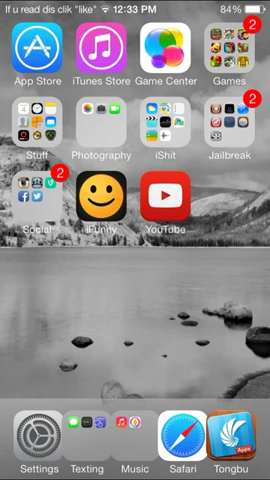 If u read dis clik "like" 12:33 PM 84%
2
App Store iTunes Store Game Center Games
2
Stuff Photography iShit Jailbreak
2
Social iFunny YouTube
Apps
Settings Texting Music Safari Tongbu